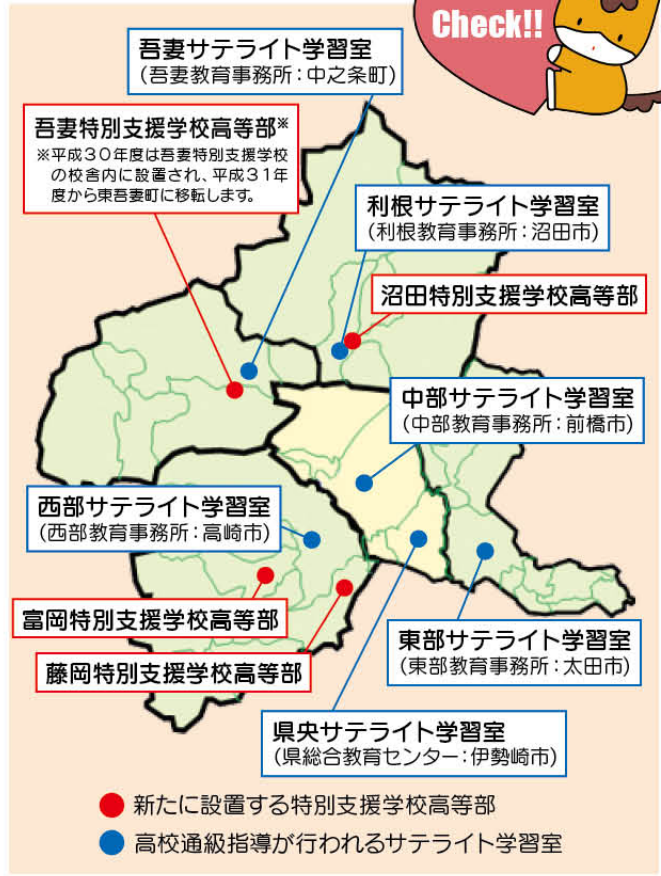 Check!!
吾妻サテライト学習室
(吾妻教育事務所:中之条町)
吾妻特別支援学校高等部※
※平成30年度は吾妻特別支援学校
の校舎内に設置され、平成31年
度から東吾妻町に移転します。
利根サテライト学習室
(利根教育事務所:沼田市)
沼田特別支援学校高等部
中部サテライト学習室
(中部教育事務所:前橋市)
西部サテライト学習室
(西部教育事務所:高崎市)
富岡特別支援学校高等部
藤岡特別支援学校高等部
東部サテライト学習室
(東部教育事務所:太田市)
県央サテライト学習室
(県総合教育センター:伊勢崎市)
新たに設置する特別支援学校高等部
高校通級指導が行われるサテライト学習室